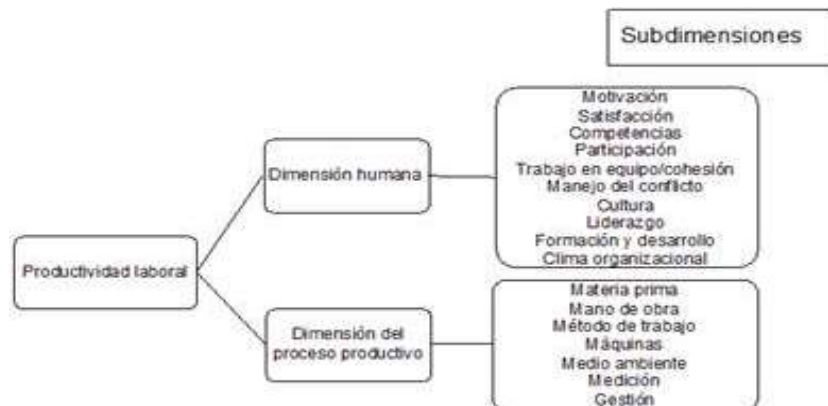 Subdimensiones
Motivación
Satisfacción
Competencias
Participación
Trabajo en equipo/cohesión
Manejo del conflicto
Cultura
Liderazgo
Formación y desarrollo
Clima organizacional
Dimensión humana
Productividad laboral
Dimensión del
proceso productivo
Materia prima
Mano de obra
Método de trabajo
Máquinas
Medio ambiente
Medición
Gestión